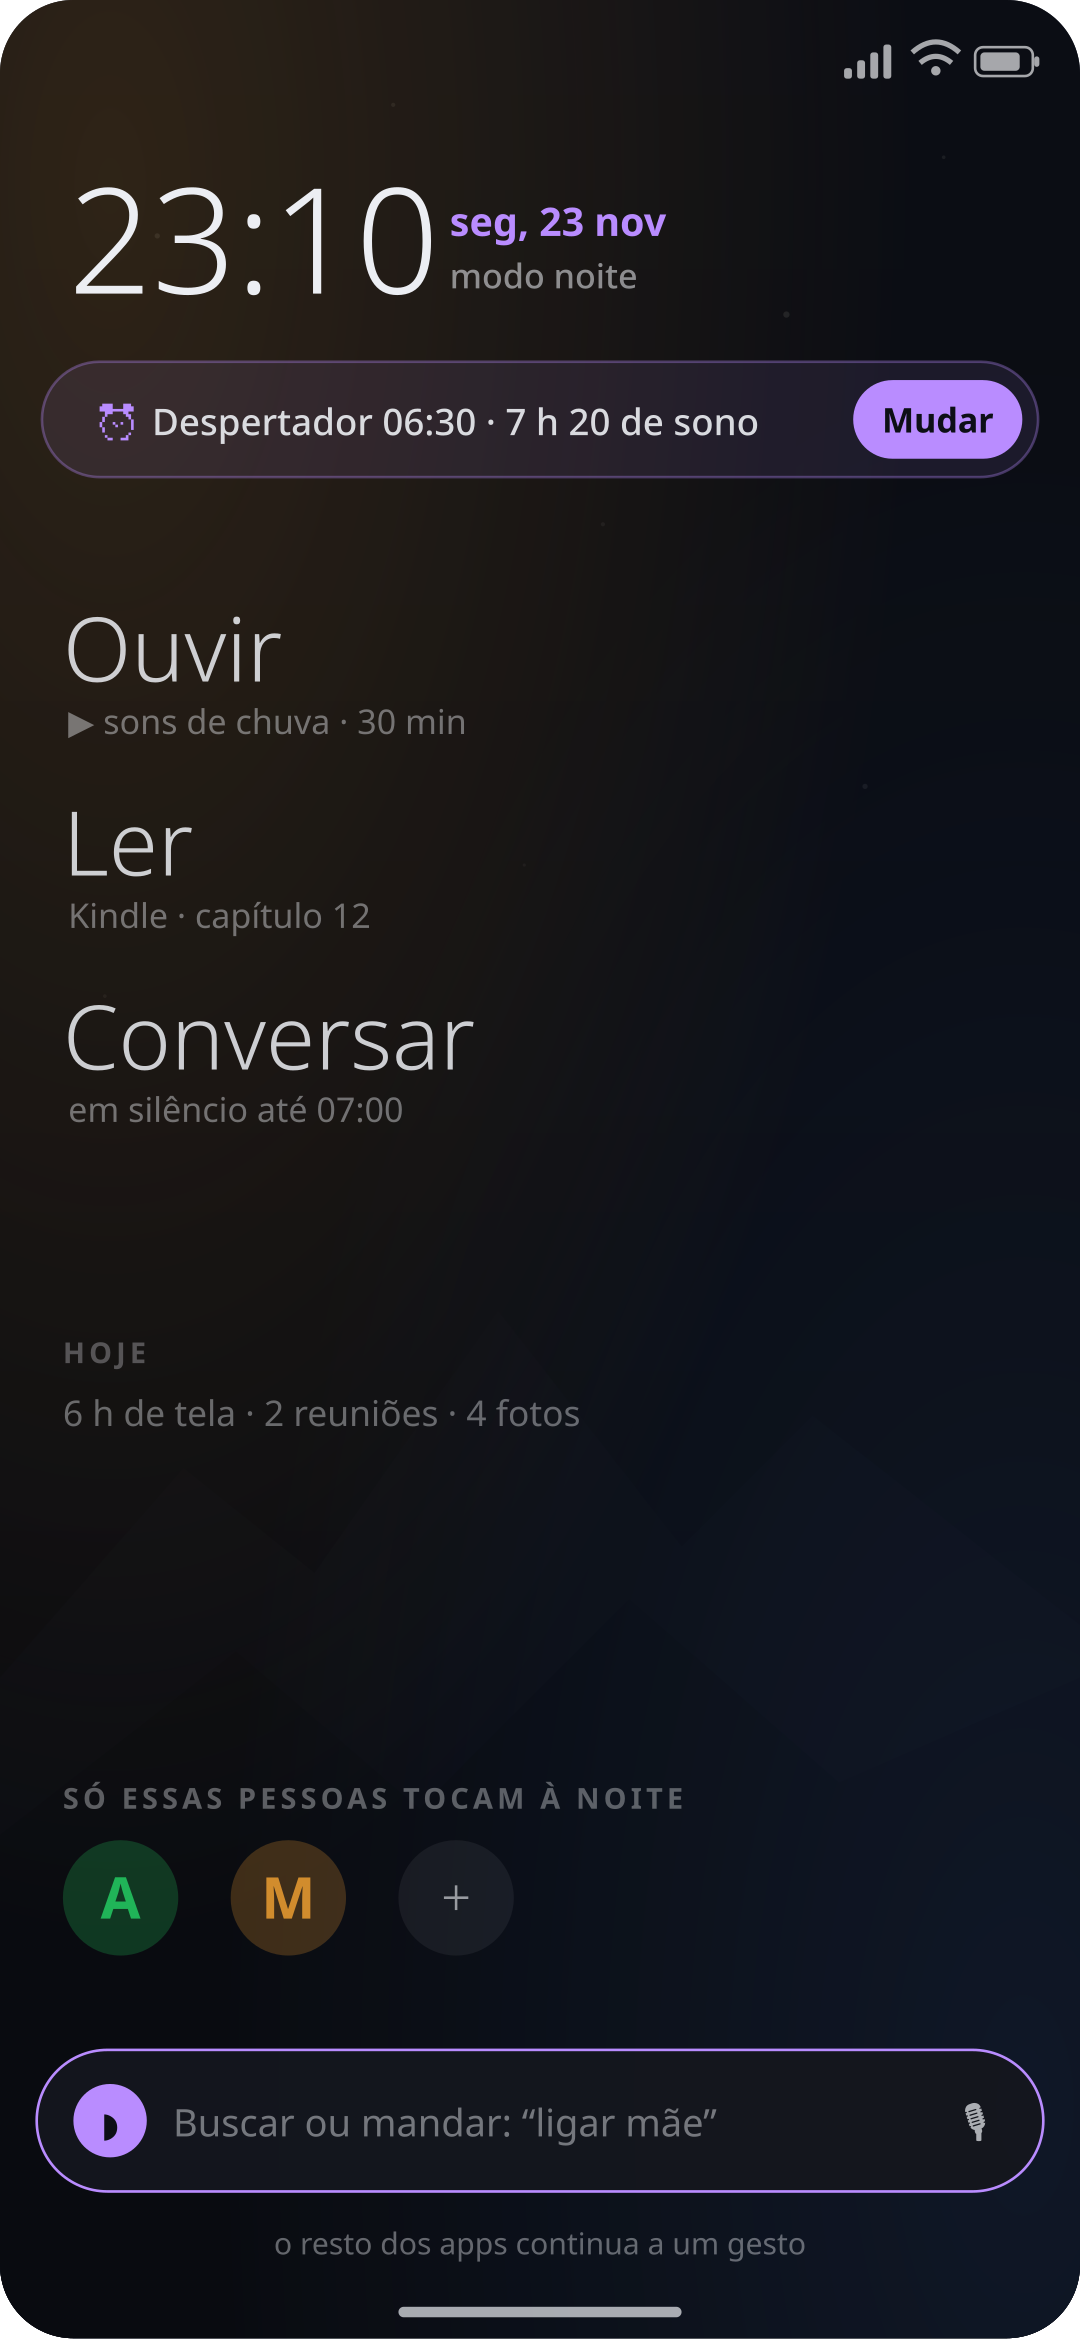 23:10
seg, 23 nov
modo noite
⏰ Despertador 06:30 · 7 h 20 de sono
Mudar
Ouvir
▶ sons de chuva · 30 min
Ler
Kindle · capítulo 12
Conversar
em silêncio até 07:00
HOJE
6 h de tela · 2 reuniões · 4 fotos
SÓ ESSAS PESSOAS TOCAM À NOITE
A
M
+
Buscar ou mandar: “ligar mãe”
o resto dos apps continua a um gesto